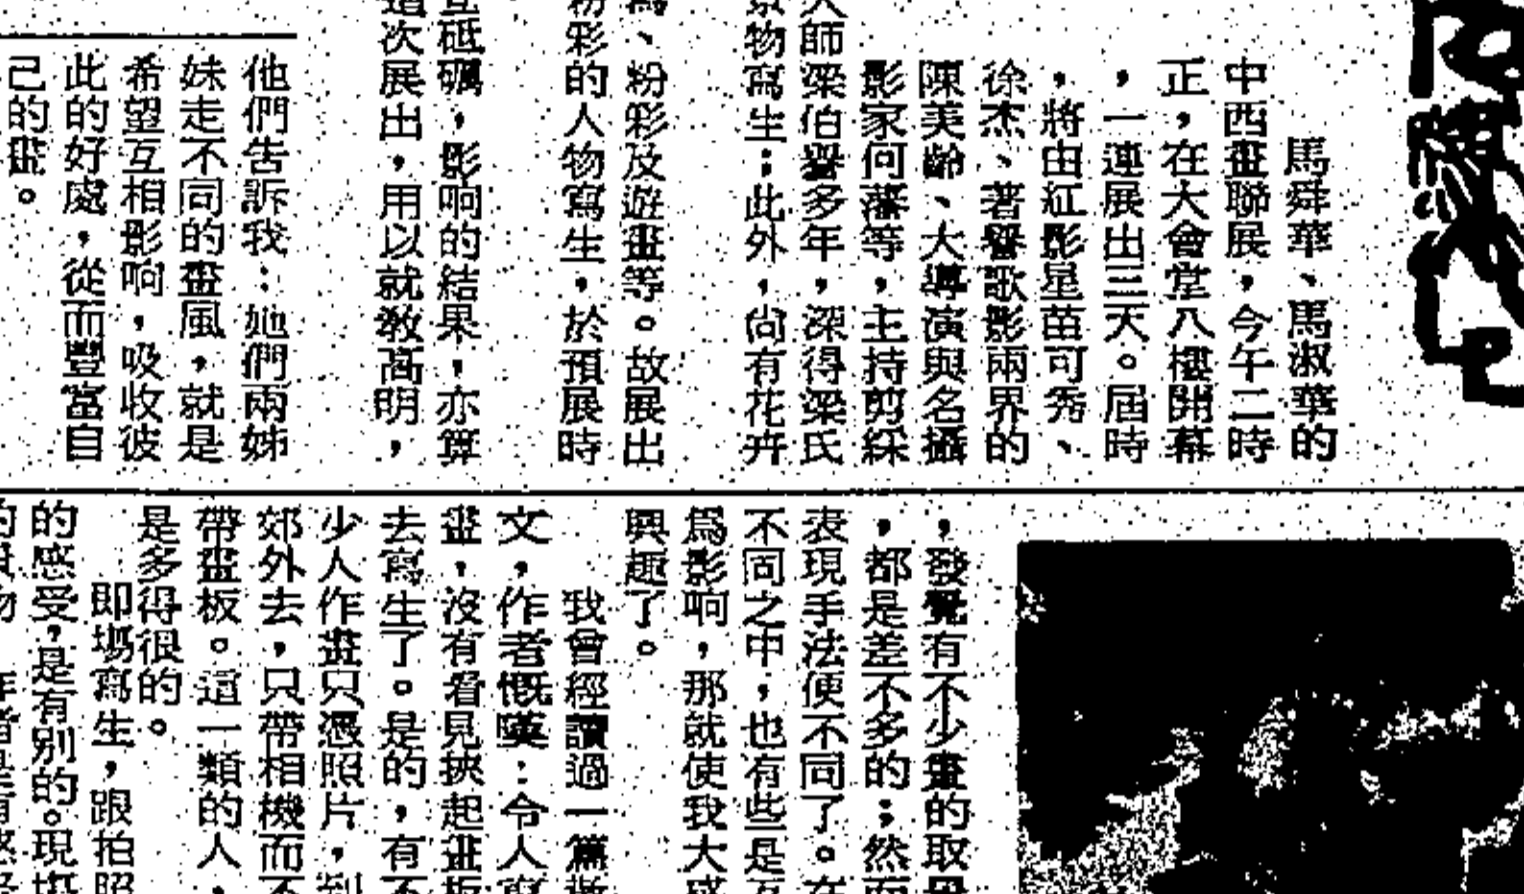 馬舜華、馬淑華的
中西畫聯展，今午二時
正，在大會堂八樓開幕
，一連展出三天。屆時
，將由紅影星苗可秀、
徐杰、著譽歌影兩界的
陳美齡、大導演與名攝
影家何藩等，主持剪綵
大師梁伯譽多年，深得梁氏
景物寫生；此外，尚有花卉
、粉彩及遊畫等。故展出
粉彩的人物寫生，於預展時
砥礪，影响的結果，亦算
這次展出，用以就教高明，
他們告訴我：她們兩姊
妹走不同的畫風，就是
希望互相影响，吸收彼
此的好處，從而豐富自
己的畫。
，發覺有不少畫的取
，都是差不多的；然而
表現手法便不同了。在
不同之中，也有些是互
爲影响，那就使我大感
興趣了。
我曾經讀過一篇
文，作者慨嘆：令人寫
畫，沒有看見挾起畫板
去寫生了。是的，有不
少人作畫只憑照片，到
郊外去，只帶相機而不
帶畫板。這一類的人，
是多得很的。
即場寫生，跟拍照
的感受，是有別的。現場